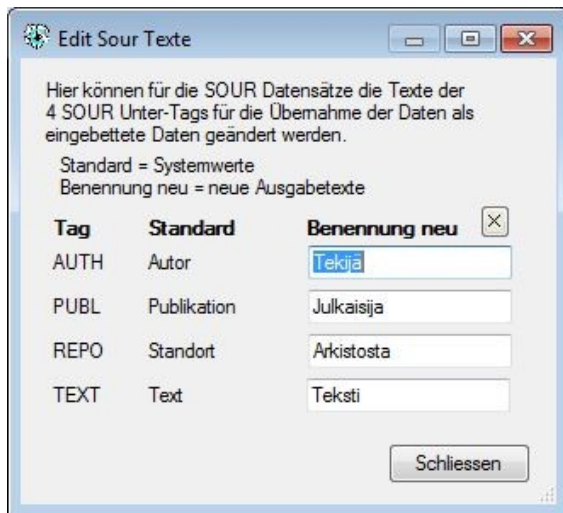 Edit Sour Texte
Hier können für die SOUR Datensätze die Texte der
4 SOUR Unter-Tags für die Übernahme der Daten als
eingebettete Daten geändert werden.
Standard = Systemwerte
Benennung neu = neue Ausgabetexte
Tag Standard Benennung neu
AUTH Autor Tekijä
PUBL Publikation Julkaisija
REPO Standort Arkistosta
TEXT Text Teksti
Schliessen